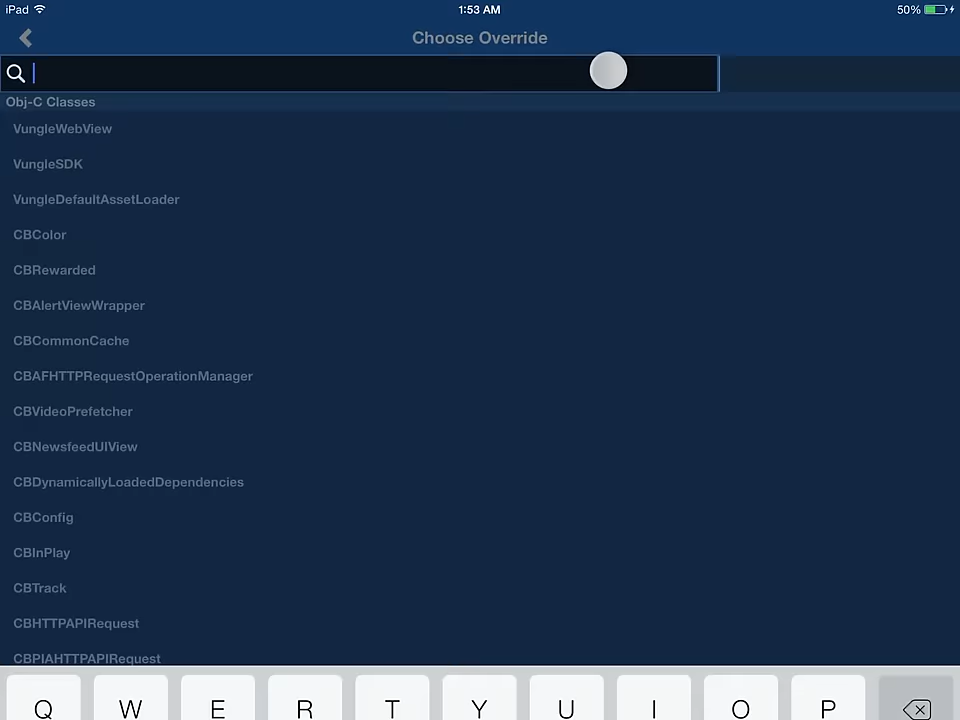 iPad 1:53 AM 50%
Choose Override
Obj-C Classes
VungleWebView
VungleSDK
VungleDefaultAssetLoader
CBColor
CBRewarded
CBAlertViewWrapper
CBCommonCache
CBAFHTTPRequestOperationManager
CBVideoPrefetcher
CBNewsfeedUIView
CBDynamicallyLoadedDependencies
CBConfig
CBInPlay
CBTrack
CBHTTPAPIRequest
CBPIAHTTPAPIRequest
Q W E R T Y U I O P